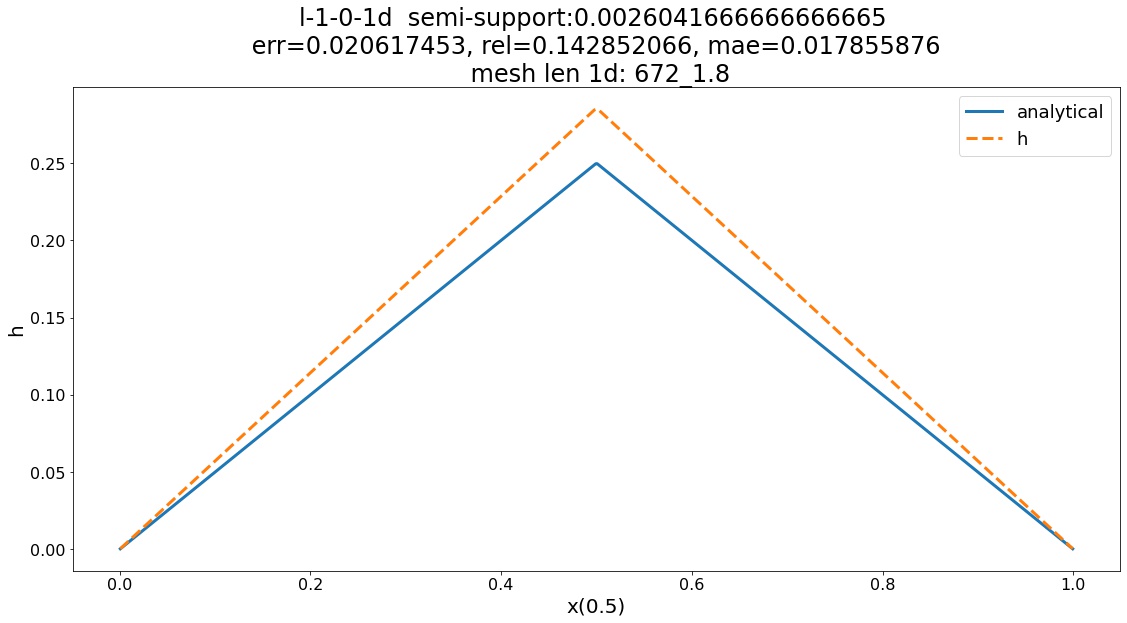 l-1-0-1d  semi-support:0.0026041666666666665
err=0.020617453, rel=0.142852066, mae=0.017855876
mesh len 1d: 672_1.8
analytical
h
h
0.25
0.20
0.15
0.10
0.05
0.00
0.0
0.2
0.4
0.6
0.8
1.0
x(0.5)